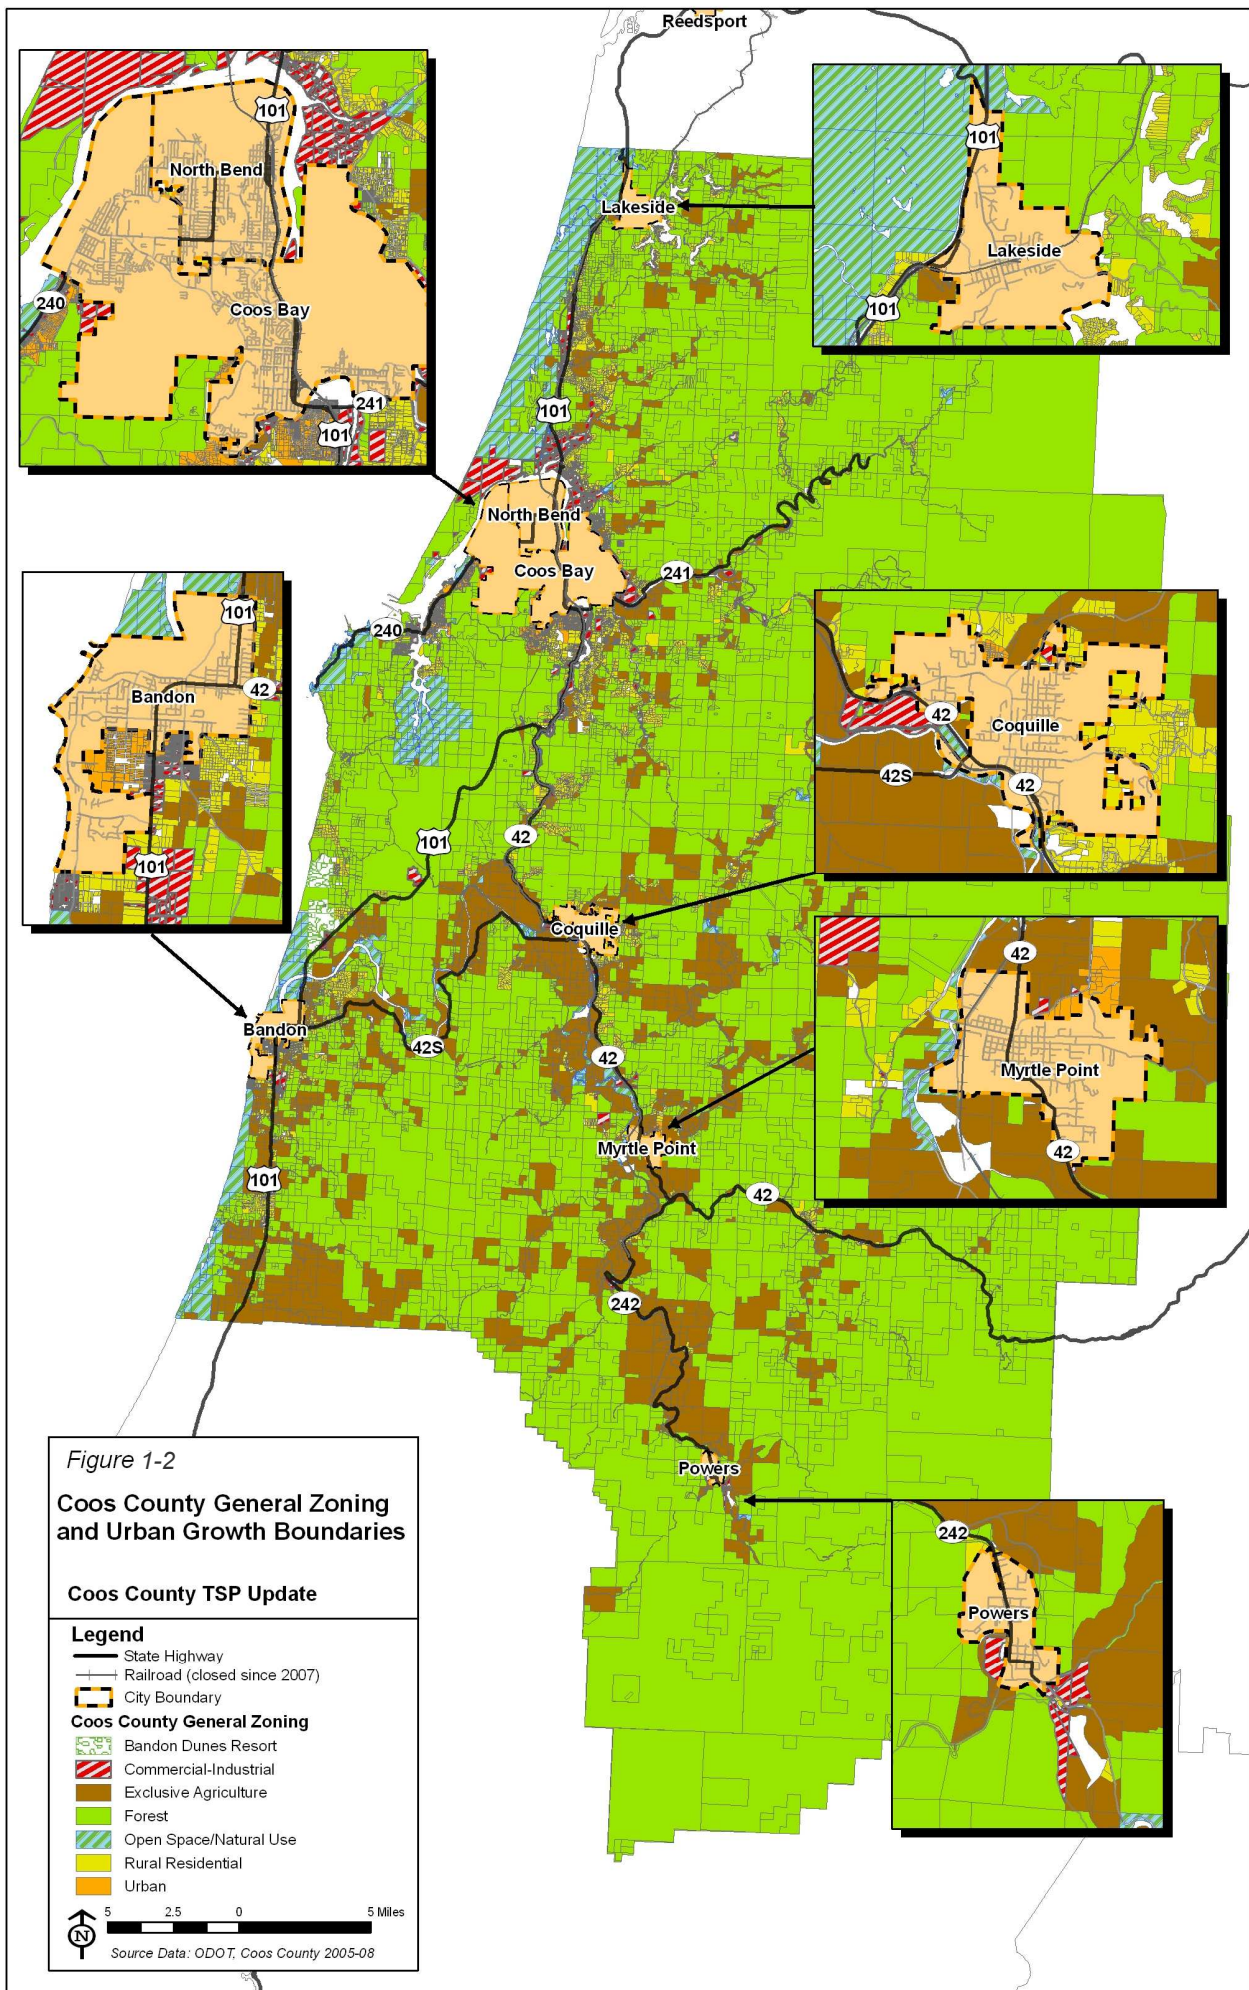 Reedsport
101
North Bend
Coos Bay
240
241
101
101
Lakeside
101
Lakeside
101
North Bend
Coos Bay
241
240
101
Bandon
42
101
42
Coquille
42S
42
101
42
Coquille
Bandon
42S
42
42
Myrtle Point
42
Myrtle Point
42
101
242
Powers
242
Powers
Figure 1-2
Coos County General Zoning
and Urban Growth Boundaries
Coos County TSP Update
Legend
State Highway
Railroad (closed since 2007)
City Boundary
Coos County General Zoning
Bandon Dunes Resort
Commercial-Industrial
Exclusive Agriculture
Forest
Open Space/Natural Use
Rural Residential
Urban
5 2.5 0 5 Miles
N
Source Data: ODOT, Coos County 2005-08